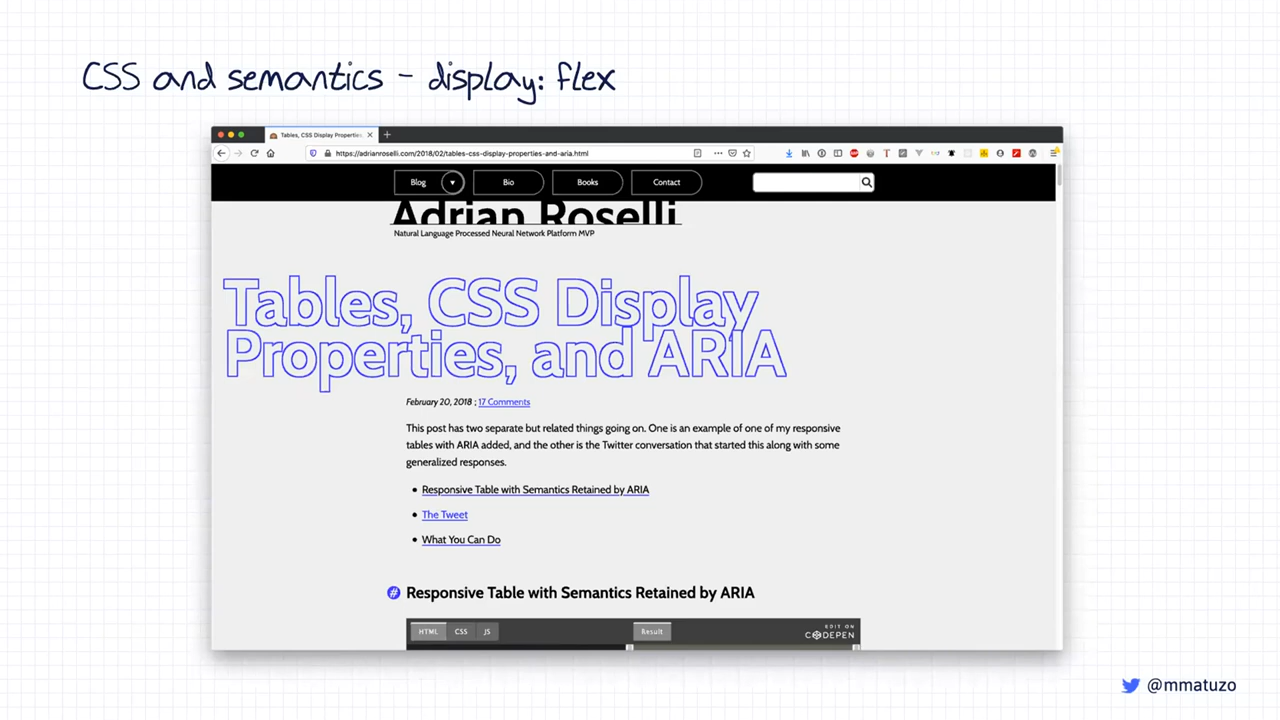 CSS and semantics - display: flex
Tables, CSS Display Properties
https://adrianroselli.com/2018/02/tables-css-display-properties-and-aria.html
Blog ▾ Bio Books Contact
Adrian Roselli
Natural Language Processed Neural Network Platform MVP
Tables, CSS Display
Properties, and ARIA
February 20, 2018 ; 17 Comments
This post has two separate but related things going on. One is an example of one of my responsive
tables with ARIA added, and the other is the Twitter conversation that started this along with some
generalized responses.
• Responsive Table with Semantics Retained by ARIA
• The Tweet
• What You Can Do
# Responsive Table with Semantics Retained by ARIA
HTML CSS JS Result EDIT ON
CODEPEN
@mmatuzo